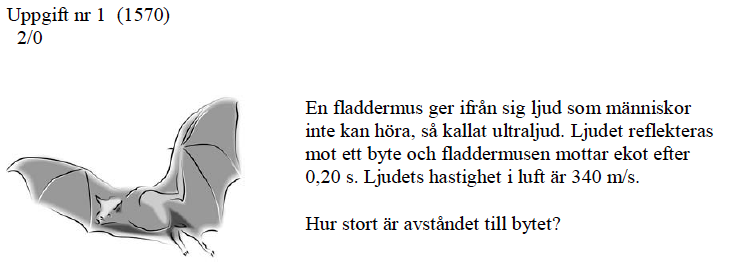 Uppgift nr 1 (1570)
2/0
En fladdermus ger ifrån sig ljud som människor
inte kan höra, så kallat ultraljud. Ljudet reflekteras
mot ett byte och fladdermusen mottar ekot efter
0,20 s. Ljudets hastighet i luft är 340 m/s.
Hur stort är avståndet till bytet?